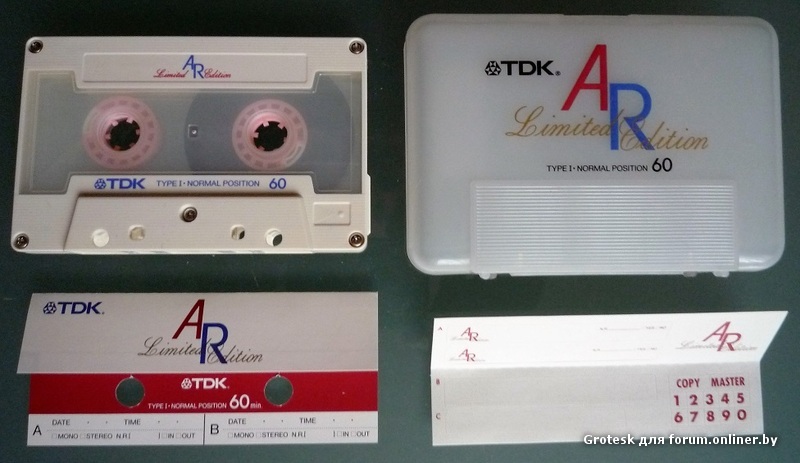 AR
Limited Edition
TDK TYPE I・NORMAL POSITION 60
TDK®
AR
Limited Edition
TYPE I・NORMAL POSITION 60
TDK®
AR
Limited Edition
TDK®
TYPE I・NORMAL POSITION 60 min
A DATE ・ ・ TIME ・ ・
□MONO □STEREO N.R.[ ] □IN □OUT
B DATE ・ ・ TIME ・ ・
□MONO □STEREO N.R.[ ] □IN □OUT
A
AR
AR
AR
Limited Edition
B
C
COPY MASTER
1 2 3 4 5
6 7 8 9 0
Grotesk для forum.onliner.by